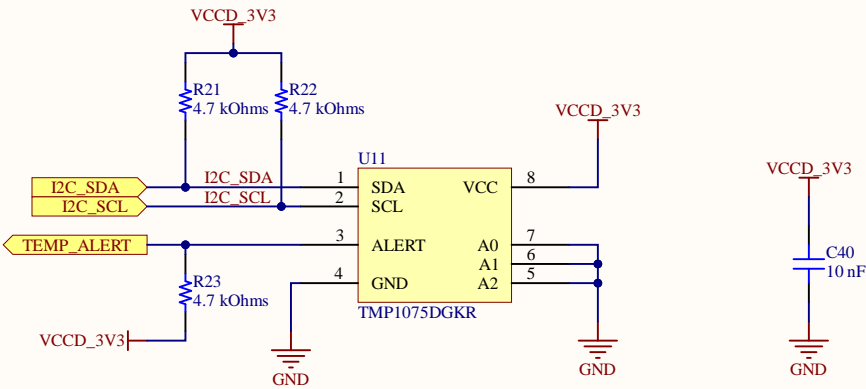 VCCD_3V3
R21
4.7 kOhms
R22
4.7 kOhms
VCCD_3V3
U11
VCCD_3V3
I2C_SDA
I2C_SDA
1
SDA
VCC
8
I2C_SCL
I2C_SCL
2
SCL
TEMP_ALERT
3
ALERT
A0
7
A1
6
C40
10 nF
R23
4.7 kOhms
4
GND
A2
5
TMP1075DGKR
VCCD_3V3
GND
GND
GND